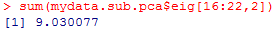 > sum(mydata.sub.pca$eig[16:22,2])
[1] 9.030077